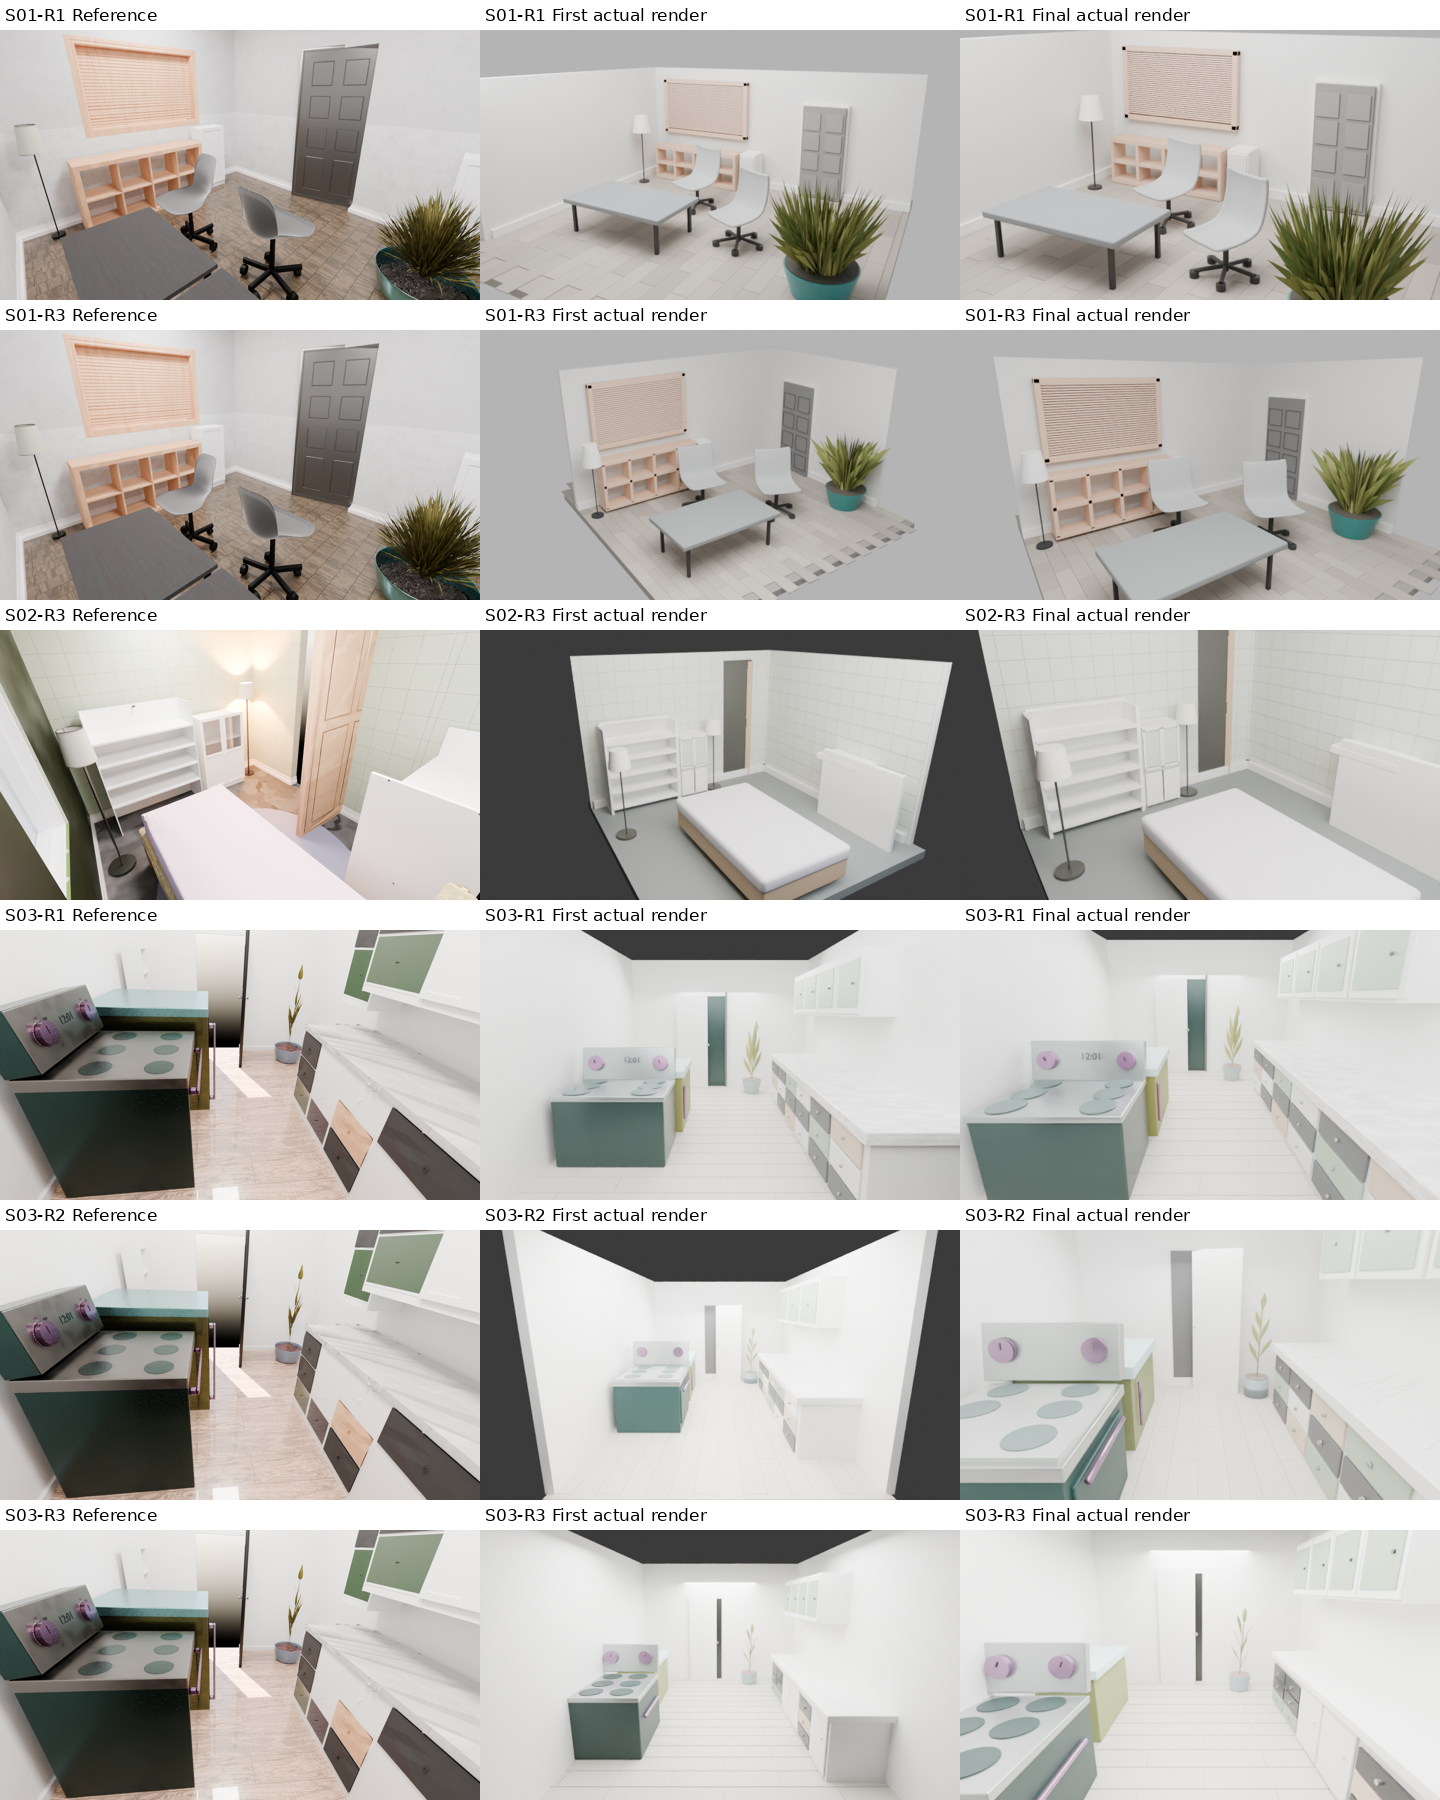 S01-R1 Reference
S01-R1 First actual render
S01-R1 Final actual render
S01-R3 Reference
S01-R3 First actual render
S01-R3 Final actual render
S02-R3 Reference
S02-R3 First actual render
S02-R3 Final actual render
S03-R1 Reference
S03-R1 First actual render
S03-R1 Final actual render
12:01
12:01
12:01
S03-R2 Reference
S03-R2 First actual render
S03-R2 Final actual render
12:01
S03-R3 Reference
S03-R3 First actual render
S03-R3 Final actual render
12:01